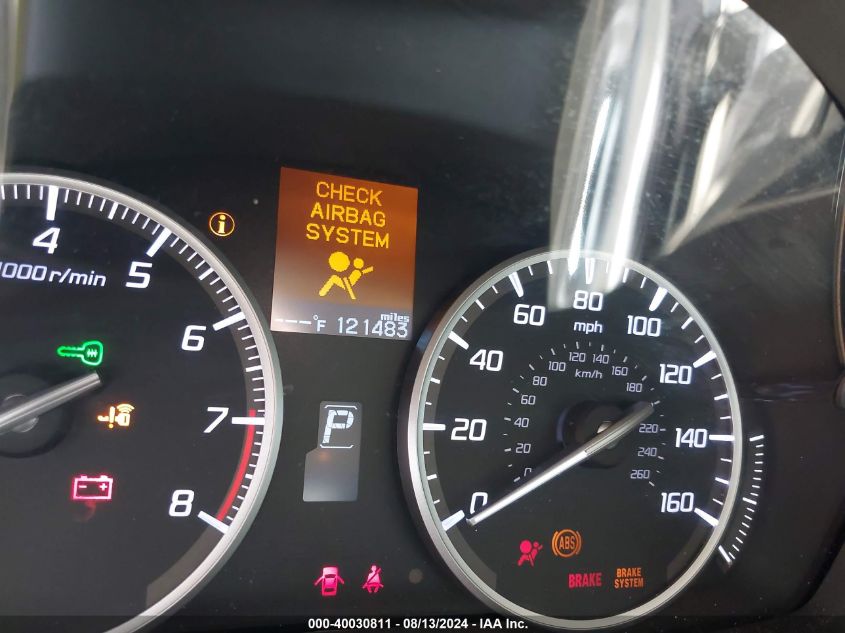 CHECK
AIRBAG
SYSTEM
---°F 121483 miles
4
5
6
7
8
1000 r/min
P
0
20
40
60
80
100
120
140
160
mph
0
20
40
60
80
100
120
140
160
180
220
240
260
km/h
ABS
BRAKE
BRAKE
SYSTEM
000-40030811 - 08/13/2024 - IAA Inc.